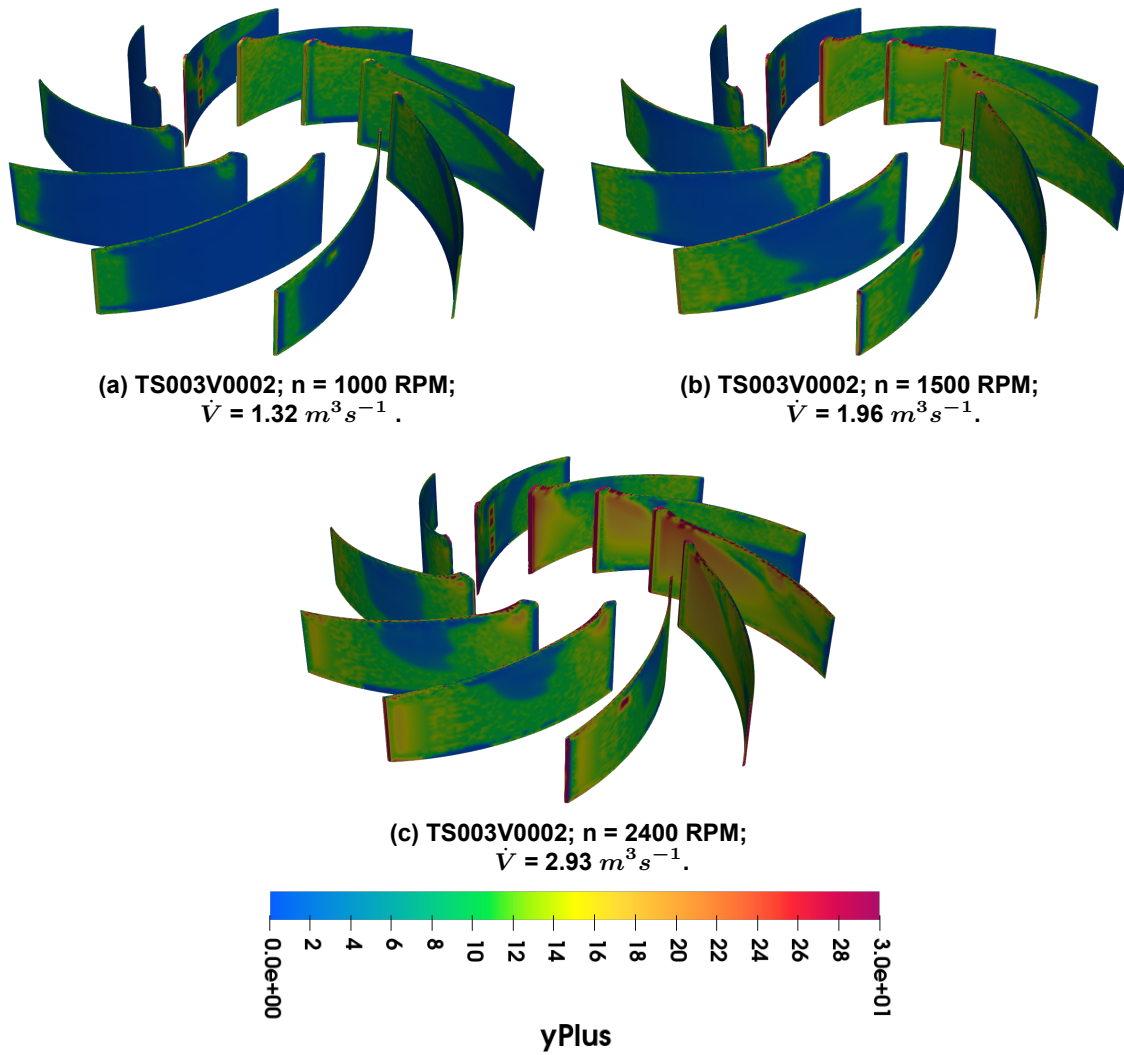 (a) TS003V0002; n = 1000 RPM;
V̇ = 1.32 m³s⁻¹ .
(b) TS003V0002; n = 1500 RPM;
V̇ = 1.96 m³s⁻¹.
(c) TS003V0002; n = 2400 RPM;
V̇ = 2.93 m³s⁻¹.
0.0e+00 2 4 6 8 10 12 14 16 18 20 22 24 26 28 3.0e+01
yPlus